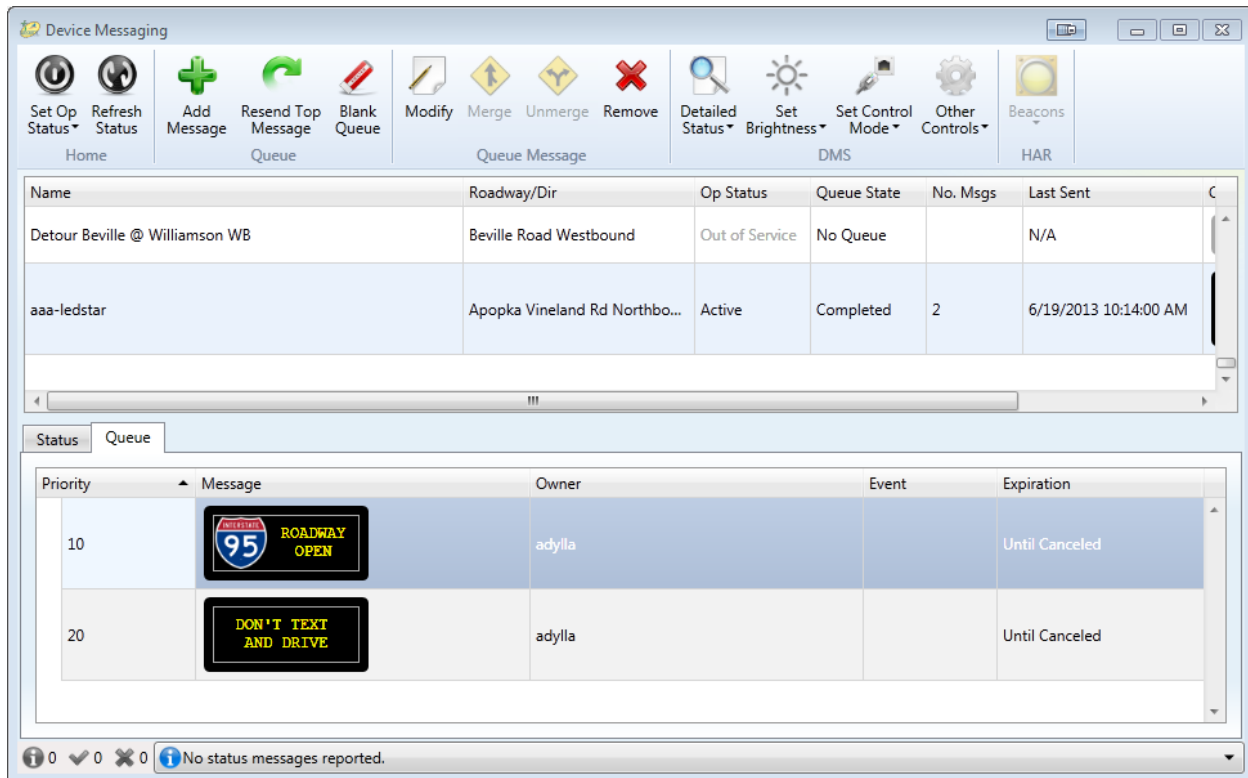 Device Messaging
Set Op Status
Refresh Status
Add Message
Resend Top Message
Blank Queue
Modify
Merge
Unmerge
Remove
Detailed Status
Set Brightness
Set Control Mode
Other Controls
Beacons
Home
Queue
Queue Message
DMS
HAR
Name Roadway/Dir Op Status Queue State No. Msgs Last Sent C
Detour Beville @ Williamson WB Beville Road Westbound Out of Service No Queue N/A
aaa-ledstar Apopka Vineland Rd Northbo... Active Completed 2 6/19/2013 10:14:00 AM
Status Queue
Priority Message Owner Event Expiration
INTERSTATE
95
ROADWAY
OPEN
10 adylla Until Canceled
DON'T TEXT
AND DRIVE
20 adylla Until Canceled
0 0 0 No status messages reported.